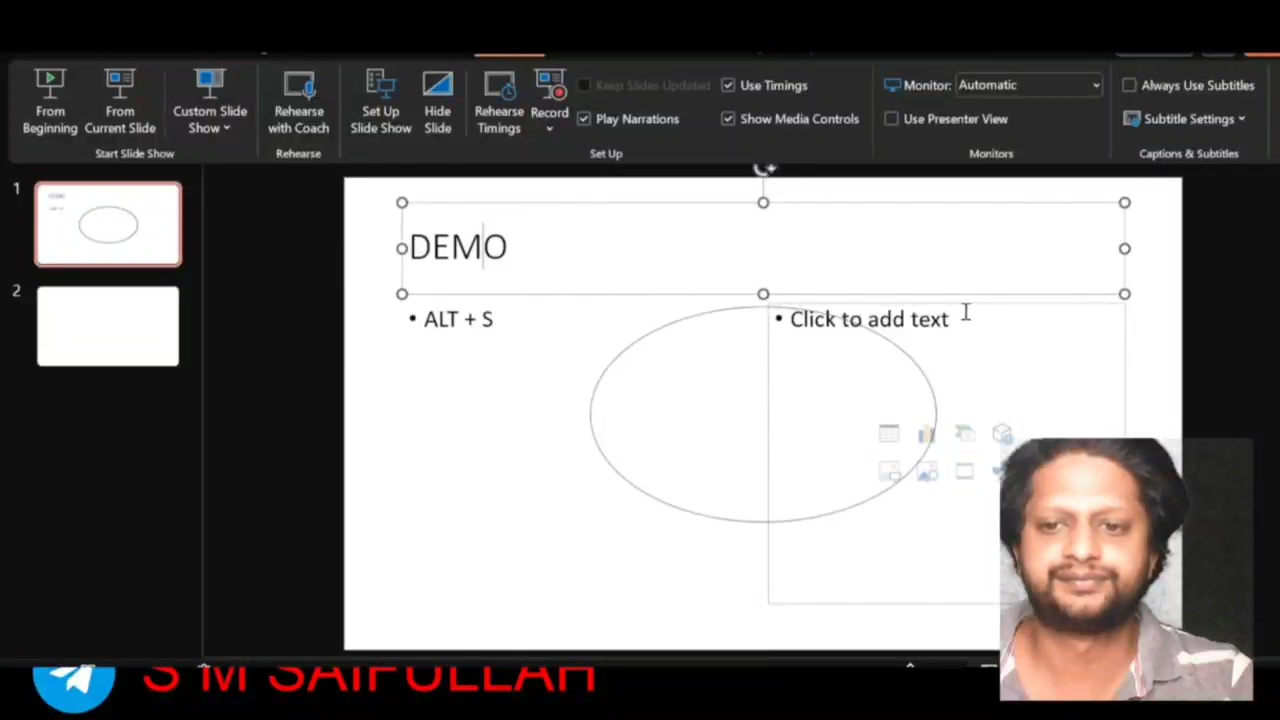 From Beginning
From Current Slide
Custom Slide Show
Start Slide Show
Rehearse with Coach
Rehearse
Set Up Slide Show
Hide Slide
Rehearse Timings
Record
Keep Slides Updated
Play Narrations
Use Timings
Show Media Controls
Set Up
Monitor: Automatic
Use Presenter View
Monitors
Always Use Subtitles
Subtitle Settings
Captions & Subtitles
1
2
DEMO
• ALT + S
• Click to add text
S M SAIFULLAH